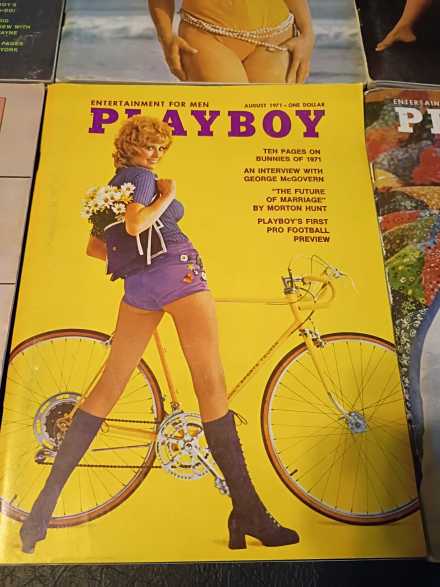 PAGES
ENTERTAINMENT FOR MEN
AUGUST 1971 • ONE DOLLAR
PLAYBOY
TEN PAGES ON
BUNNIES OF 1971
AN INTERVIEW WITH
GEORGE McGOVERN
"THE FUTURE
OF MARRIAGE"
BY MORTON HUNT
PLAYBOY'S FIRST
PRO FOOTBALL
PREVIEW